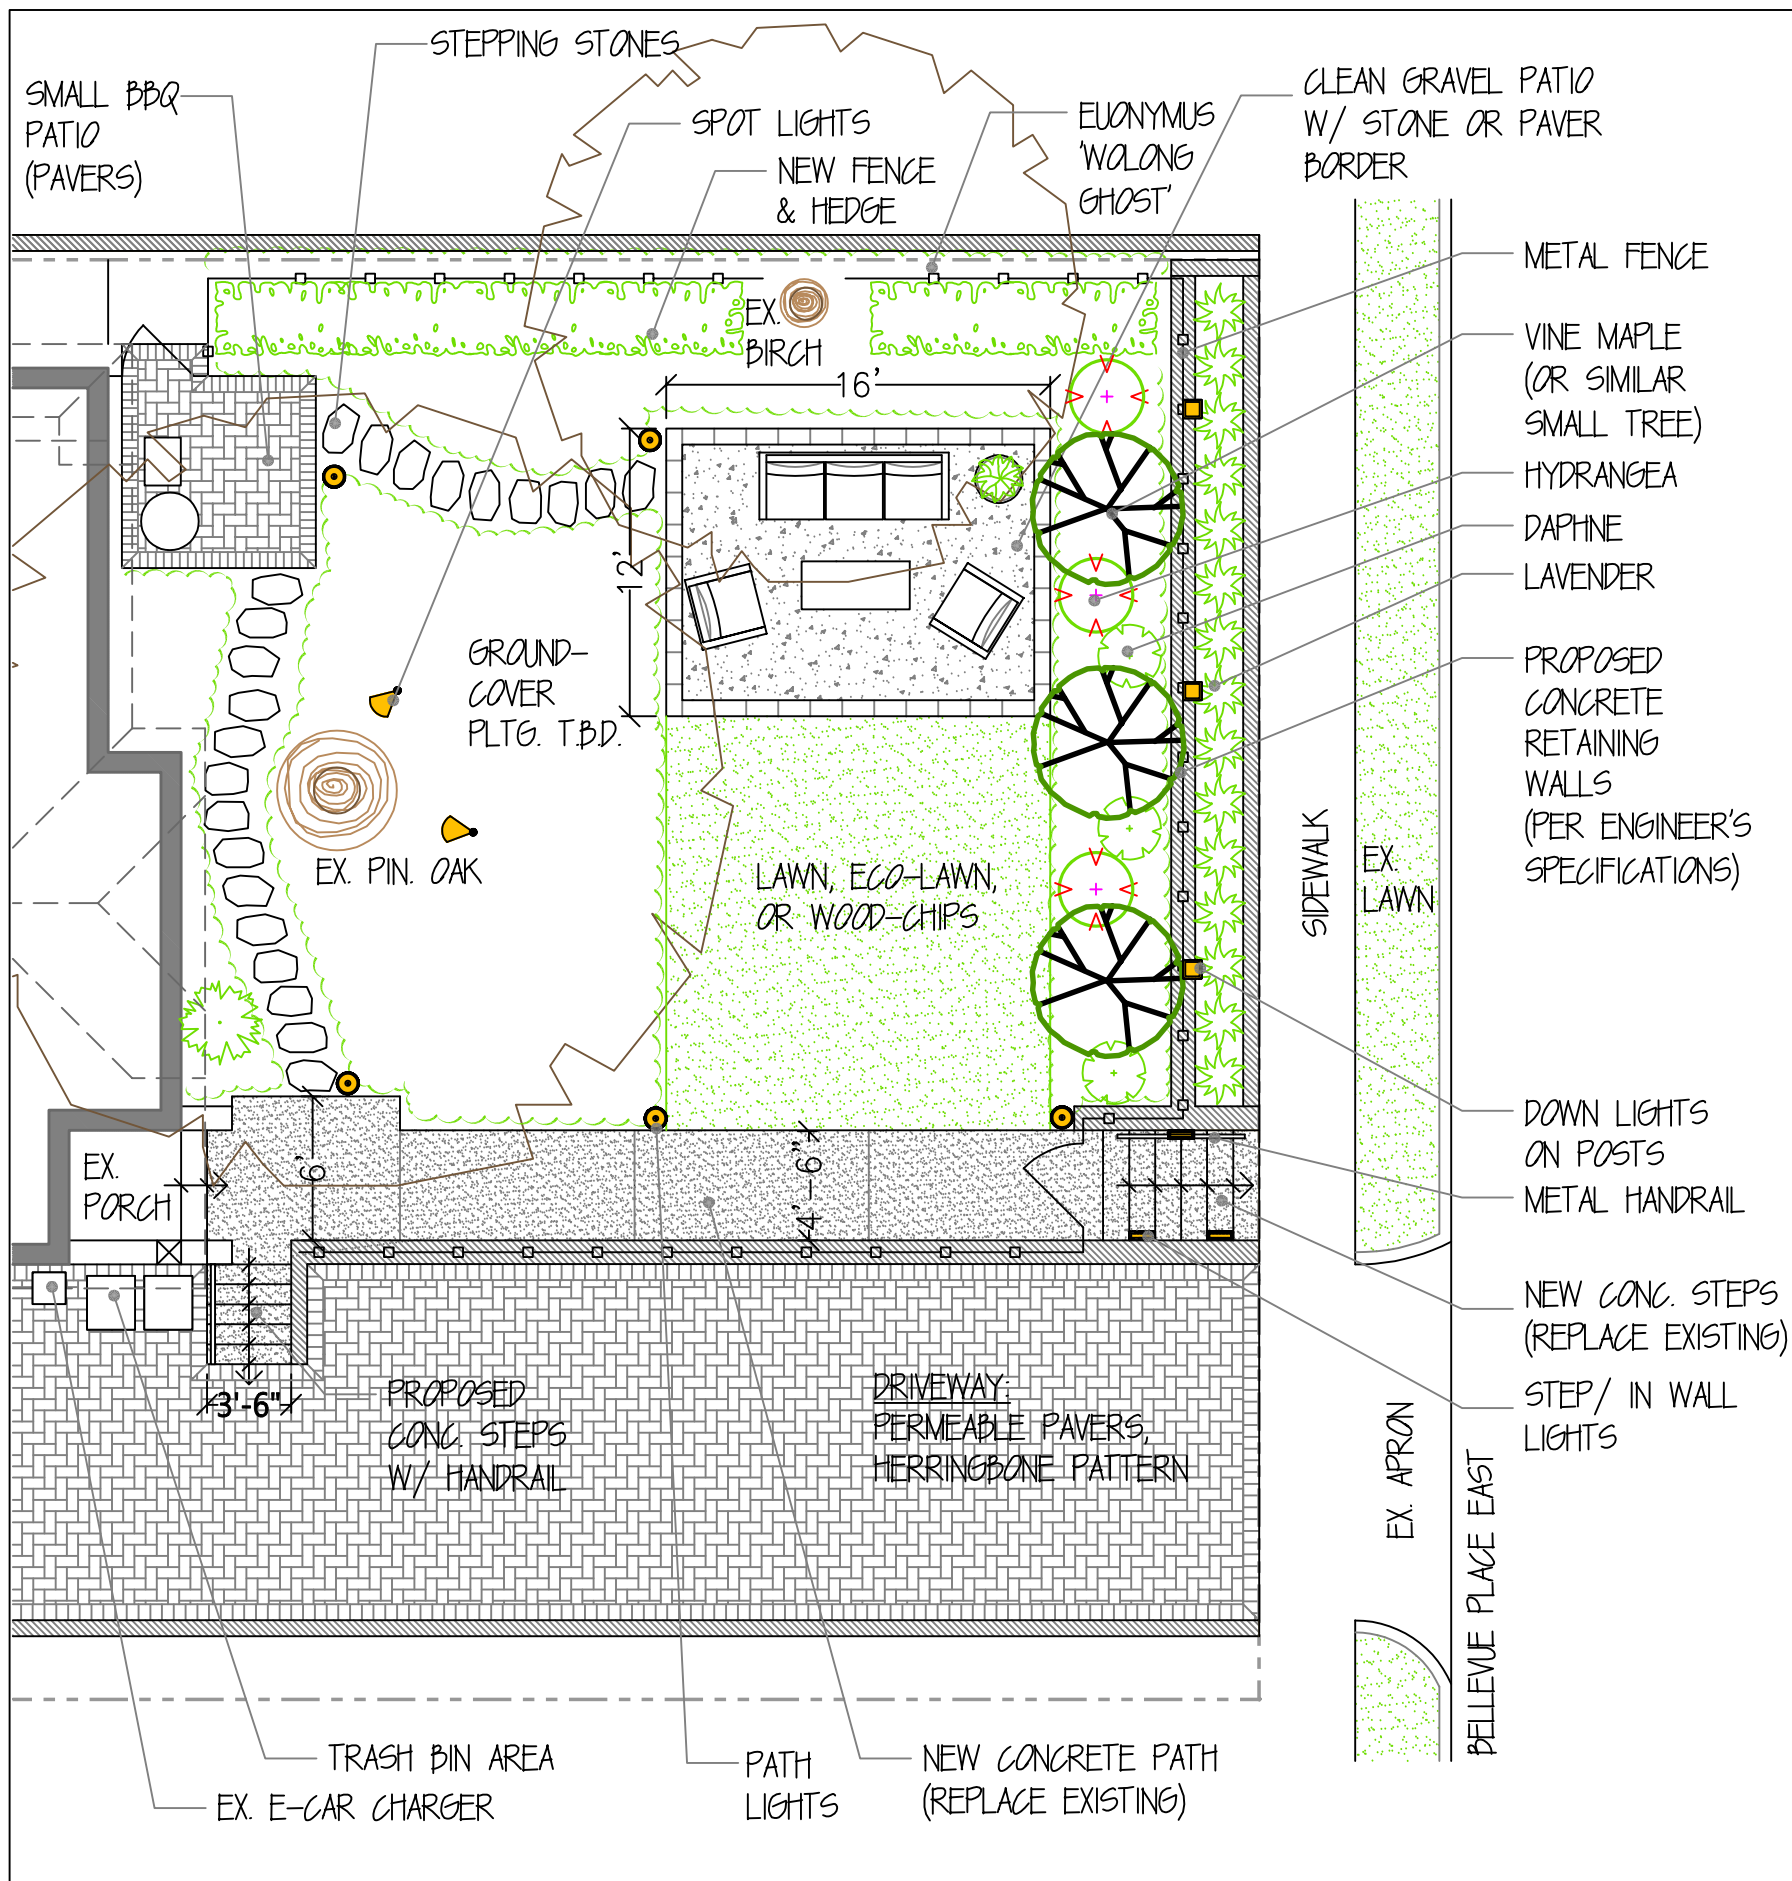 STEPPING STONES
SMALL BBQ
PATIO
(PAVERS)
SPOT LIGHTS
NEW FENCE
& HEDGE
EUONYMUS
'WOLONG
GHOST'
CLEAN GRAVEL PATIO
W/ STONE OR PAVER
BORDER
METAL FENCE
VINE MAPLE
(OR SIMILAR
SMALL TREE)
HYDRANGEA
DAPHNE
LAVENDER
PROPOSED
CONCRETE
RETAINING
WALLS
(PER ENGINEER'S
SPECIFICATIONS)
EX.
BIRCH
16'
12'
GROUND-
COVER
PLTG. T.B.D.
EX. PIN. OAK
LAWN, ECO-LAWN,
OR WOOD-CHIPS
SIDEWALK
EX.
LAWN
DOWN LIGHTS
ON POSTS
METAL HANDRAIL
EX.
PORCH
6'
4'-6"
NEW CONC. STEPS
(REPLACE EXISTING)
STEP/ IN WALL
LIGHTS
3'-6"
PROPOSED
CONC. STEPS
W/ HANDRAIL
DRIVEWAY:
PERMEABLE PAVERS,
HERRINGBONE PATTERN
EX. APRON
BELLEVUE PLACE EAST
TRASH BIN AREA
EX. E-CAR CHARGER
PATH
LIGHTS
NEW CONCRETE PATH
(REPLACE EXISTING)